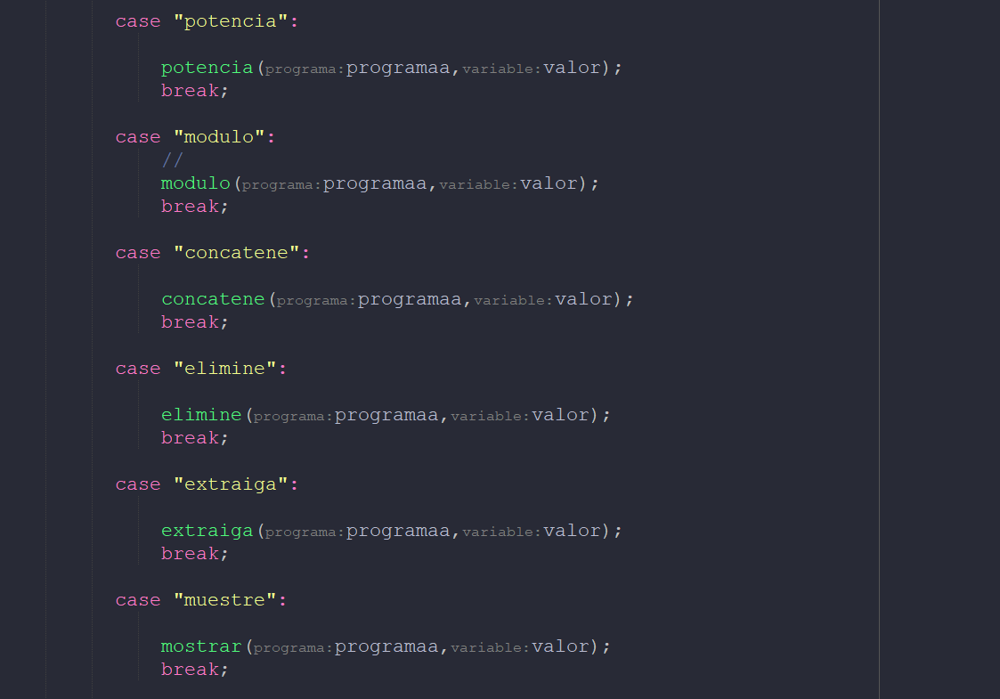 case "potencia":
potencia(programa:programaa,variable:valor);
break;
case "modulo":
//
modulo(programa:programaa,variable:valor);
break;
case "concatene":
concatene(programa:programaa,variable:valor);
break;
case "elimine":
elimine(programa:programaa,variable:valor);
break;
case "extraiga":
extraiga(programa:programaa,variable:valor);
break;
case "muestre":
mostrar(programa:programaa,variable:valor);
break;